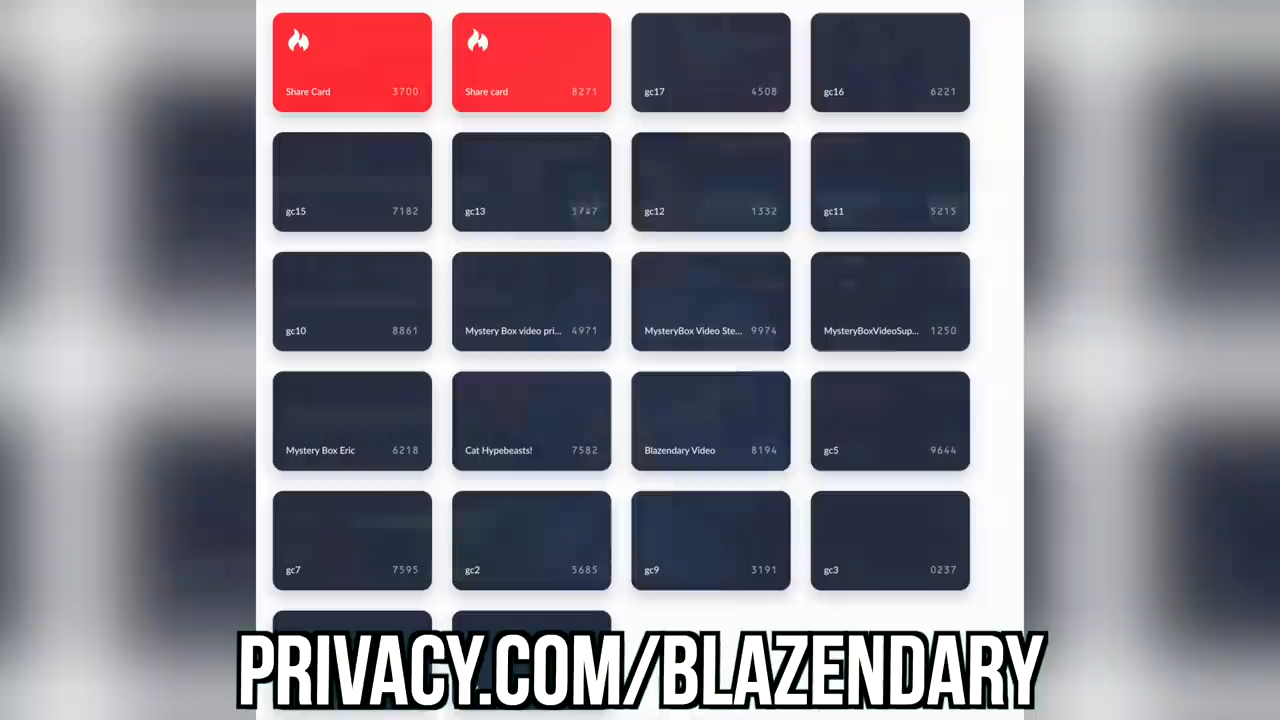 Share Card 3700
Share card 8271
gc17 4508
gc16 6221
gc15 7182
gc13
gc12 1332
gc11 5215
gc10 8861
Mystery Box video pri... 4971
MysteryBox Video Ste... 9974
MysteryBoxVideoSup... 1250
Mystery Box Eric 6218
Cat Hypebeasts! 7582
Blazendary Video 8194
gc5 9644
gc7 7595
gc2 5685
gc9 3191
gc3 0237
PRIVACY.COM/BLAZENDARY